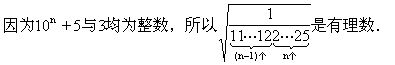 因为10ⁿ+5与3均为整数，所以√(1/(11…122…25))是有理数．
(n-1)个 n个